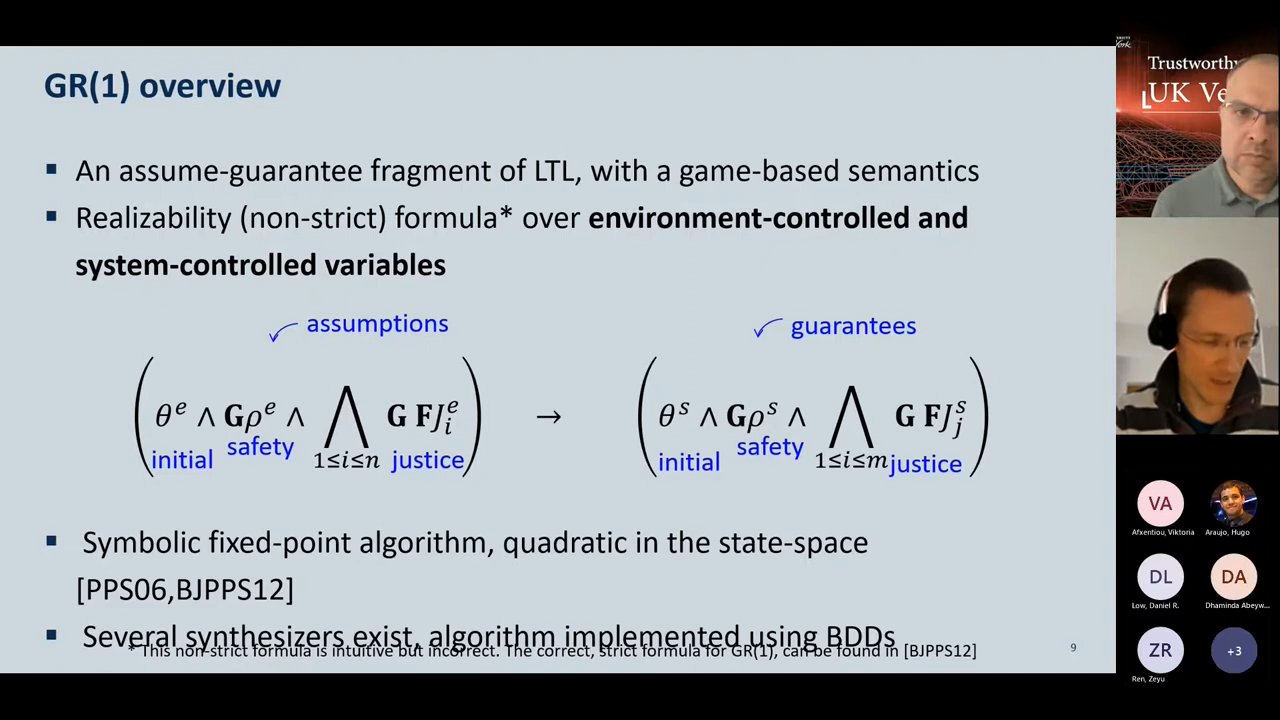 GR(1) overview
▪ An assume-guarantee fragment of LTL, with a game-based semantics
▪ Realizability (non-strict) formula* over environment-controlled and
system-controlled variables
assumptions
guarantees
(θ^e ∧ Gρ^e ∧ ⋀_{1≤i≤n} G F J_i^e) → (θ^s ∧ Gρ^s ∧ ⋀_{1≤i≤m} G F J_j^s)
initial safety justice initial safety justice
▪ Symbolic fixed-point algorithm, quadratic in the state-space
[PPS06,BJPPS12]
▪ Several synthesizers exist, algorithm implemented using BDDs
* This non-strict formula is intuitive but incorrect. The correct, strict formula for GR(1), can be found in [BJPPS12]
9
Trustworthy
UK Ve
VA
Afxentiou, Viktoria
Araujo, Hugo
DL
Low, Daniel R.
DA
Dhaminda Abeyw...
ZR
Ren, Zeyu
+3